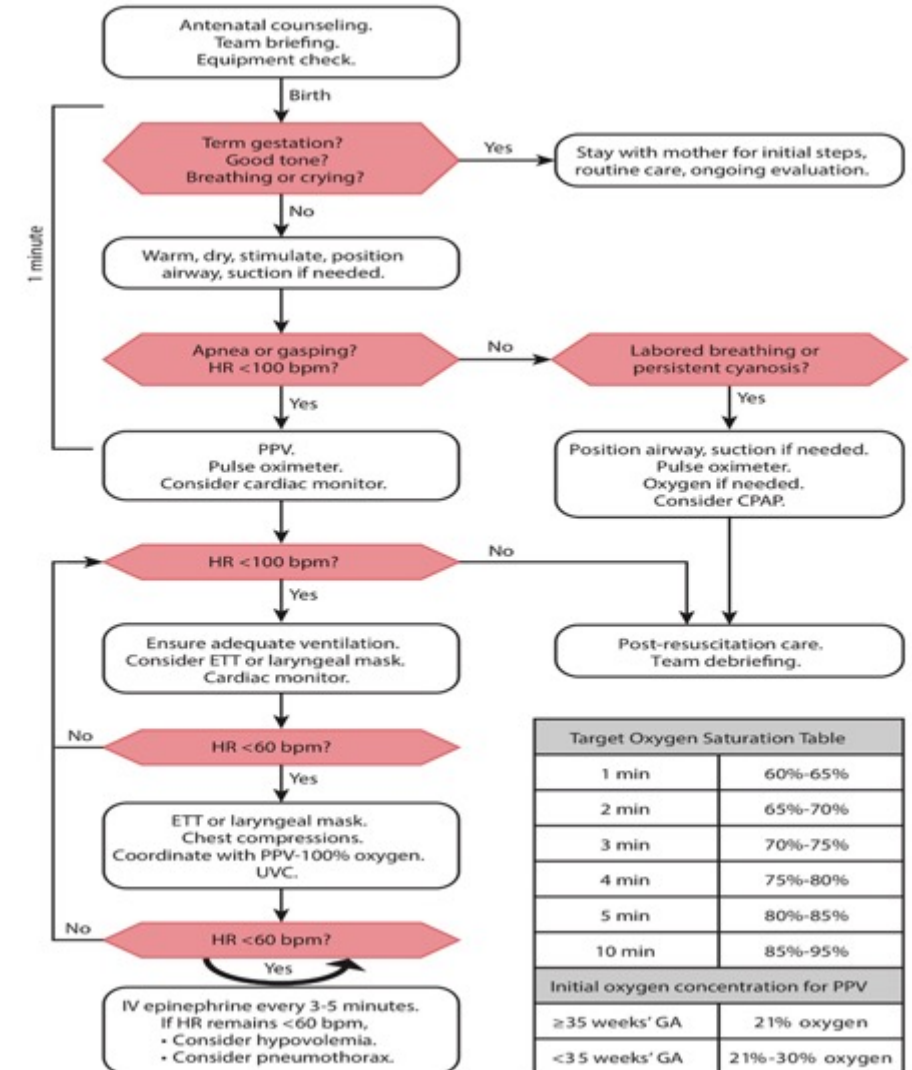 Antenatal counseling.
Team briefing.
Equipment check.
Birth
1 minute
Term gestation?
Good tone?
Breathing or crying?
Yes
Stay with mother for initial steps,
routine care, ongoing evaluation.
No
Warm, dry, stimulate, position
airway, suction if needed.
Apnea or gasping?
HR <100 bpm?
No
Labored breathing or
persistent cyanosis?
Yes
Yes
PPV.
Pulse oximeter.
Consider cardiac monitor.
Position airway, suction if needed.
Pulse oximeter.
Oxygen if needed.
Consider CPAP.
HR <100 bpm?
No
Yes
Ensure adequate ventilation.
Consider ETT or laryngeal mask.
Cardiac monitor.
Post-resuscitation care.
Team debriefing.
No
HR <60 bpm?
Yes
ETT or laryngeal mask.
Chest compressions.
Coordinate with PPV-100% oxygen.
UVC.
No
HR <60 bpm?
Yes
IV epinephrine every 3-5 minutes.
If HR remains <60 bpm,
• Consider hypovolemia.
• Consider pneumothorax.
Target Oxygen Saturation Table
1 min 60%-65%
2 min 65%-70%
3 min 70%-75%
4 min 75%-80%
5 min 80%-85%
10 min 85%-95%
Initial oxygen concentration for PPV
≥35 weeks' GA 21% oxygen
<35 weeks' GA 21%-30% oxygen